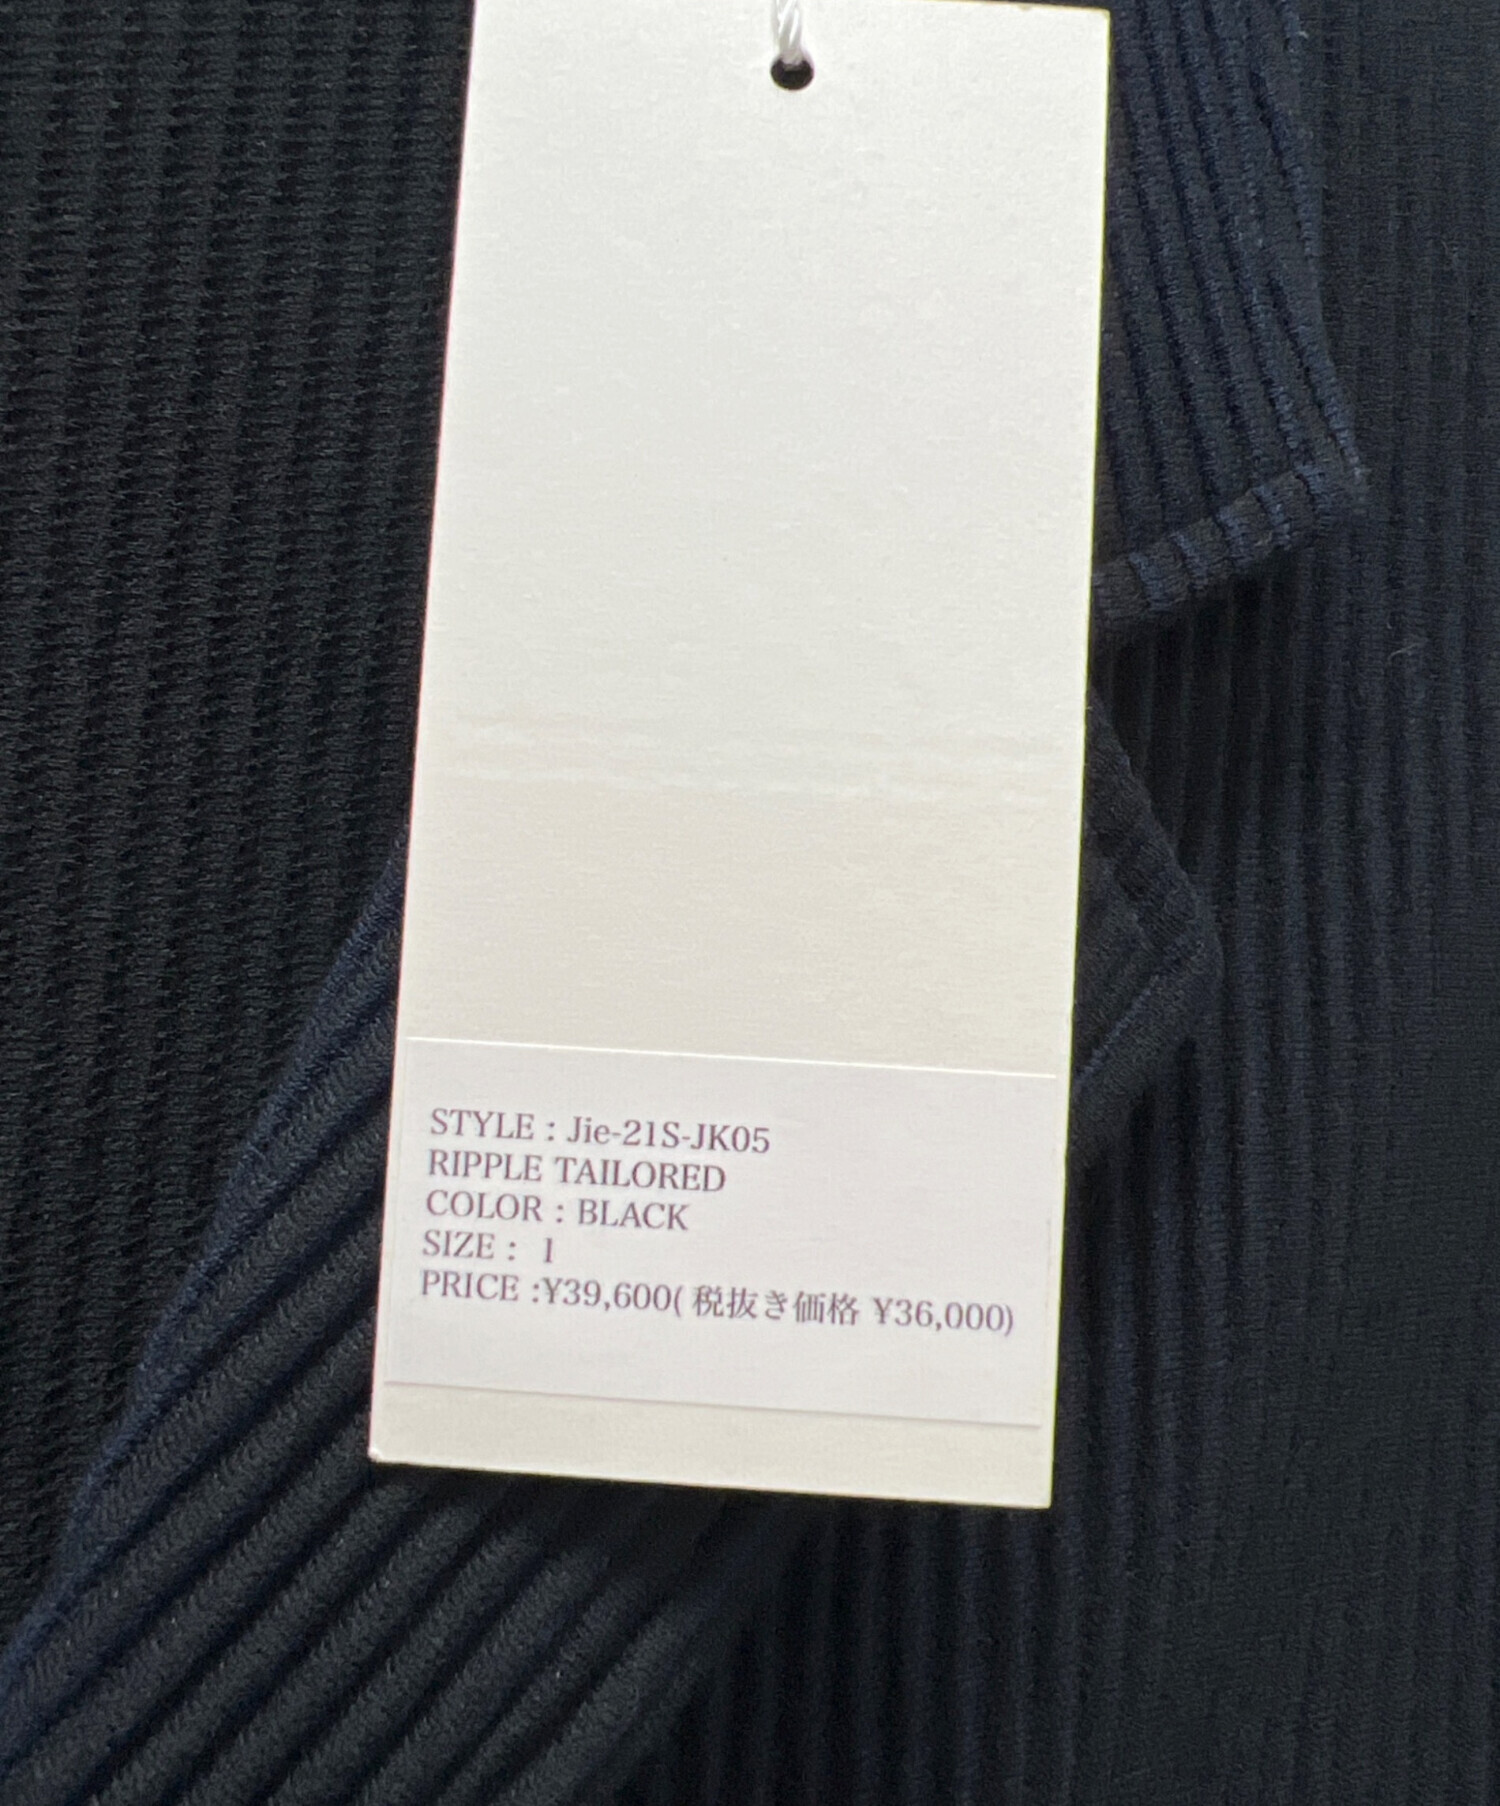 STYLE : Jie-21S-JK05
RIPPLE TAILORED
COLOR : BLACK
SIZE : 1
PRICE :¥39,600( 税抜き価格 ¥36,000)